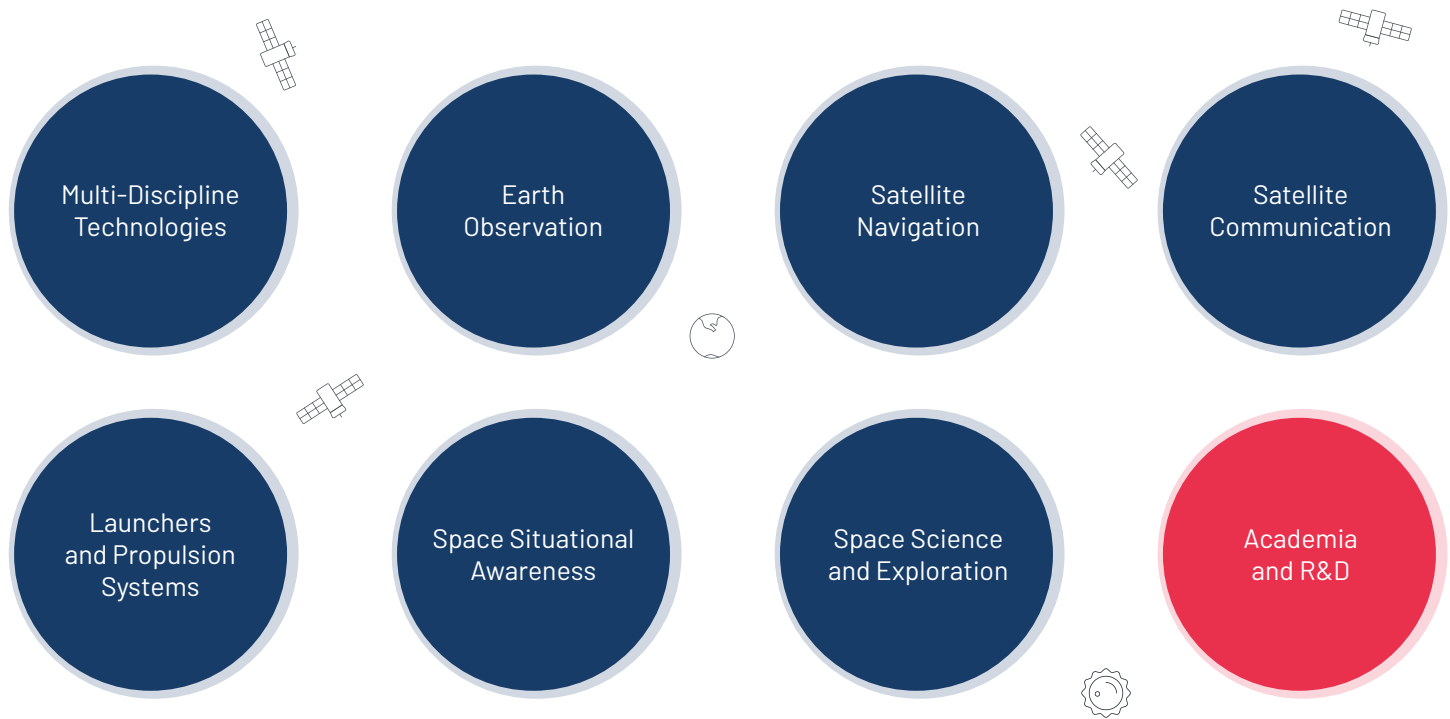 Multi-Discipline
Technologies
Earth
Observation
Satellite
Navigation
Satellite
Communication
Launchers
and Propulsion
Systems
Space Situational
Awareness
Space Science
and Exploration
Academia
and R&D